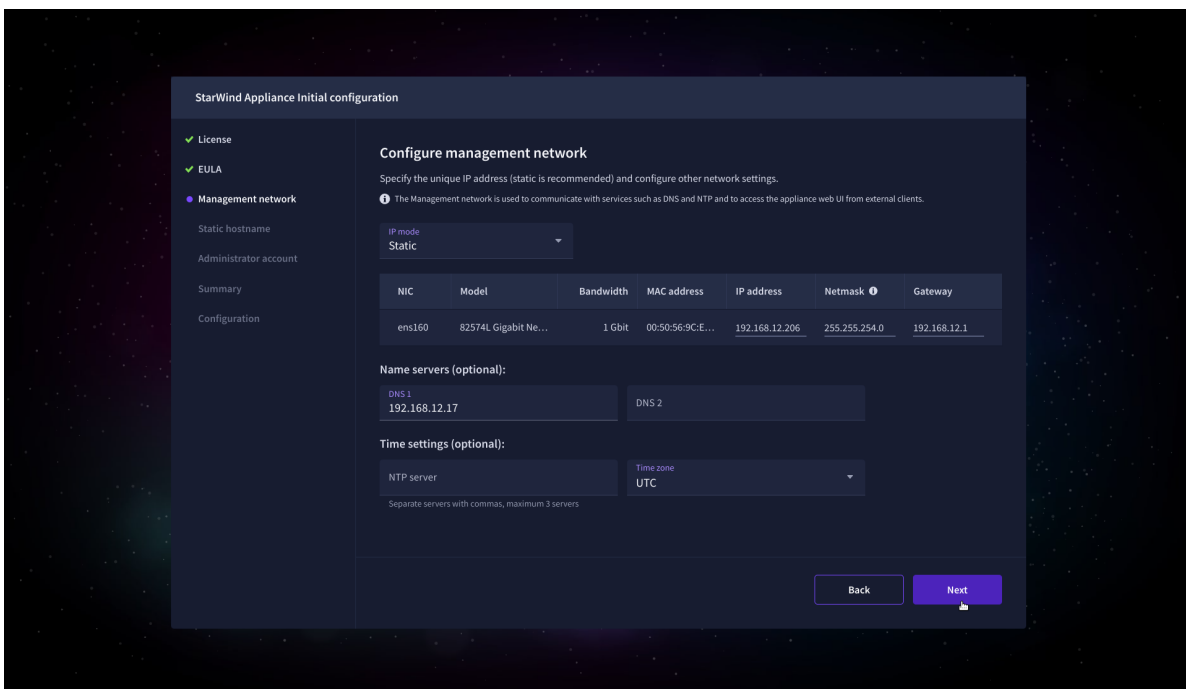 StarWind Appliance Initial configuration
License
EULA
Management network
Static hostname
Administrator account
Summary
Configuration
Configure management network
Specify the unique IP address (static is recommended) and configure other network settings.
The Management network is used to communicate with services such as DNS and NTP and to access the appliance web UI from external clients.
IP mode
Static
NIC Model Bandwidth MAC address IP address Netmask Gateway
ens160 82574L Gigabit Ne... 1 Gbit 00:50:56:9C:E... 192.168.12.206 255.255.254.0 192.168.12.1
Name servers (optional):
DNS 1
192.168.12.17
DNS 2
Time settings (optional):
NTP server
Time zone
UTC
Separate servers with commas, maximum 3 servers
Back Next